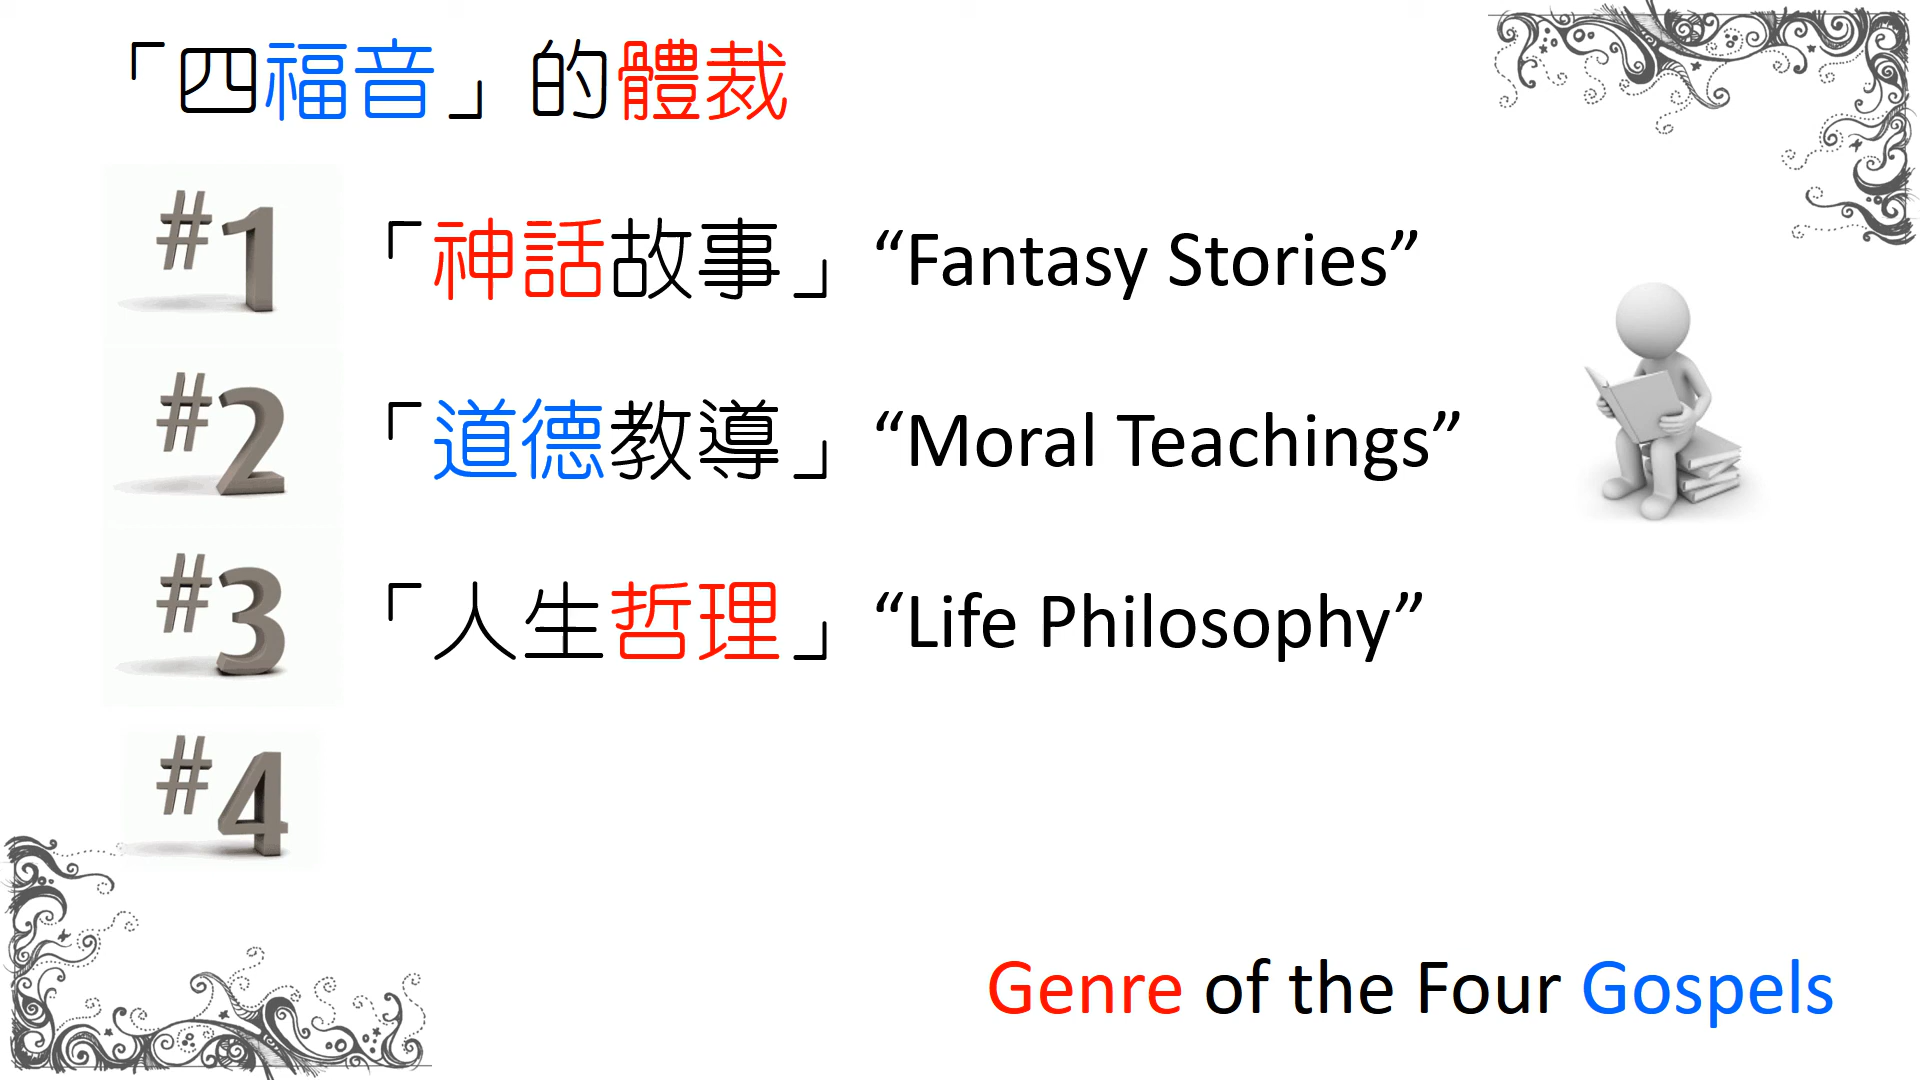 「四福音」的體裁
#1 「神話故事」“Fantasy Stories”
#2 「道德教導」“Moral Teachings”
#3 「人生哲理」“Life Philosophy”
#4
Genre of the Four Gospels